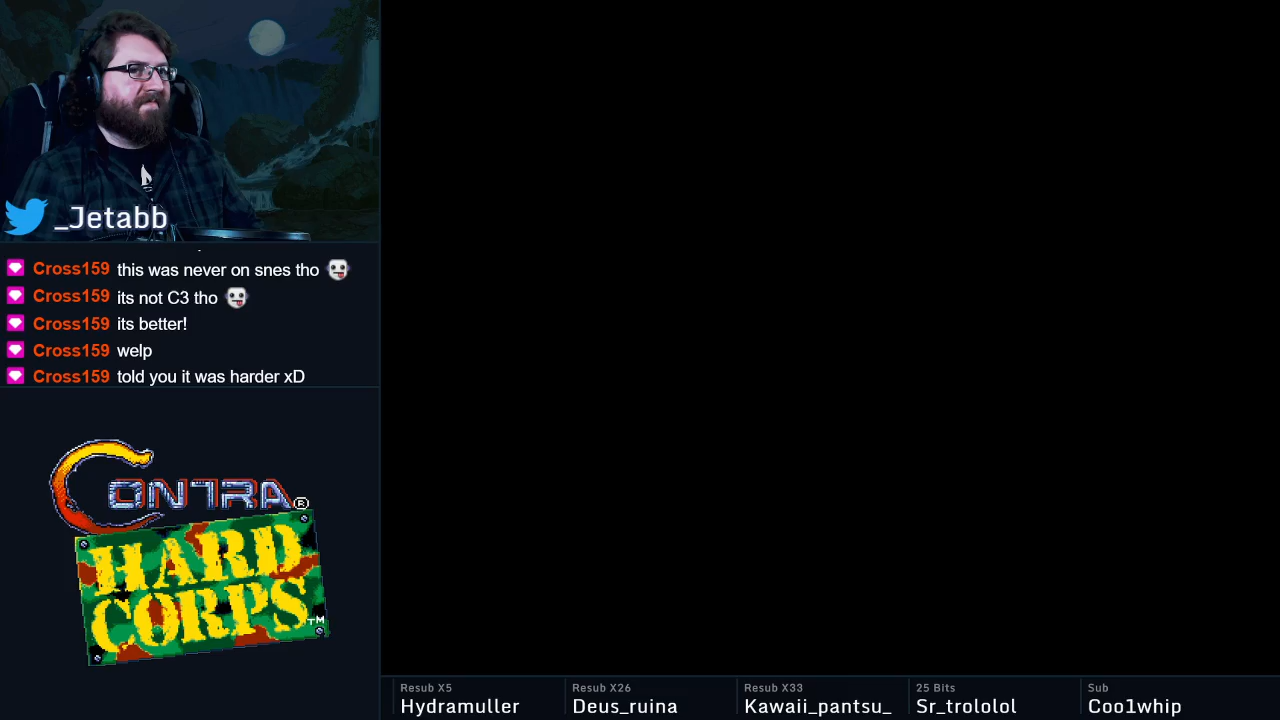 _Jetabb
Cross159 this was never on snes tho
Cross159 its not C3 tho
Cross159 its better!
Cross159 welp
Cross159 told you it was harder xD
CONTRA®
HARD
CORPS™
Resub X5
Hydramuller
Resub X26
Deus_ruina
Resub X33
Kawaii_pantsu_
25 Bits
Sr_trololol
Sub
Coolwhip